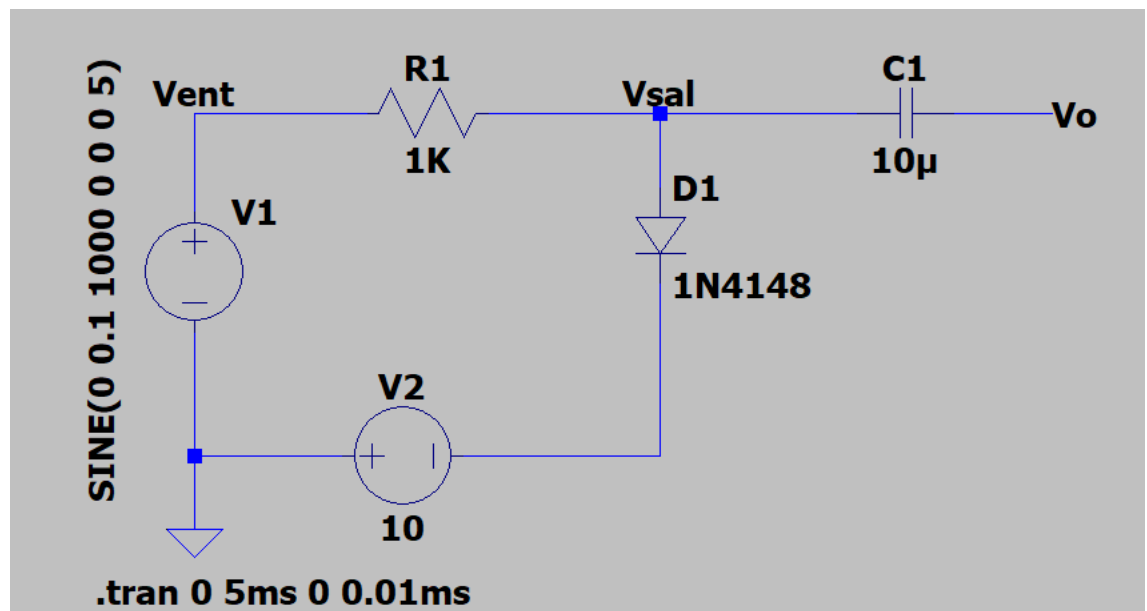 SINE(0 0.1 1000 0 0 0 5)
Vent
R1
1K
Vsal
C1
10µ
Vo
V1
D1
1N4148
V2
10
.tran 0 5ms 0 0.01ms